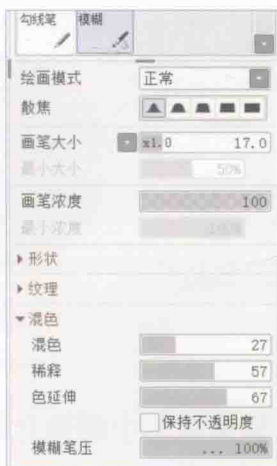 勾线笔 模糊
绘画模式 正常
散焦
画笔大小 x1.0 17.0
最小大小 50%
画笔浓度 100
最小浓度 100%
形状
纹理
混色
混色 27
稀释 57
色延伸 67
保持不透明度
模糊笔压 ... 100%